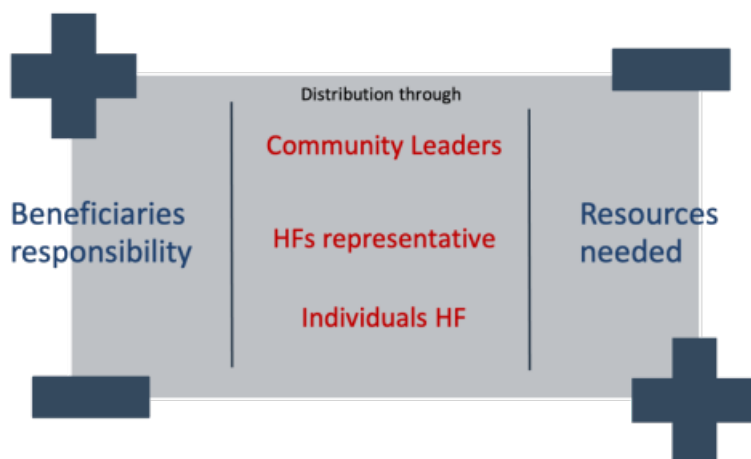 Distribution through
Community Leaders
Beneficiaries
responsibility
HFs representative
Resources
needed
Individuals HF